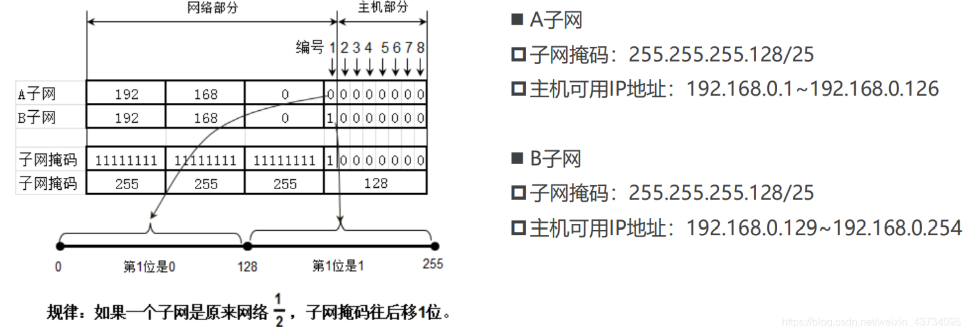 网络部分 主机部分
编号 1 2 3 4 5 6 7 8
A子网 192 168 0 0 0 0 0 0 0 0 0
B子网 192 168 0 1 0 0 0 0 0 0 0
子网掩码 11111111 11111111 11111111 1 0 0 0 0 0 0 0
子网掩码 255 255 255 128
0 第1位是0 128 第1位是1 255
规律：如果一个子网是原来网络 1/2 ，子网掩码往后移1位。
■ A子网
子网掩码：255.255.255.128/25
主机可用IP地址：192.168.0.1~192.168.0.126
■ B子网
子网掩码：255.255.255.128/25
主机可用IP地址：192.168.0.129~192.168.0.254
https://blog.csdn.net/weixin_43734095